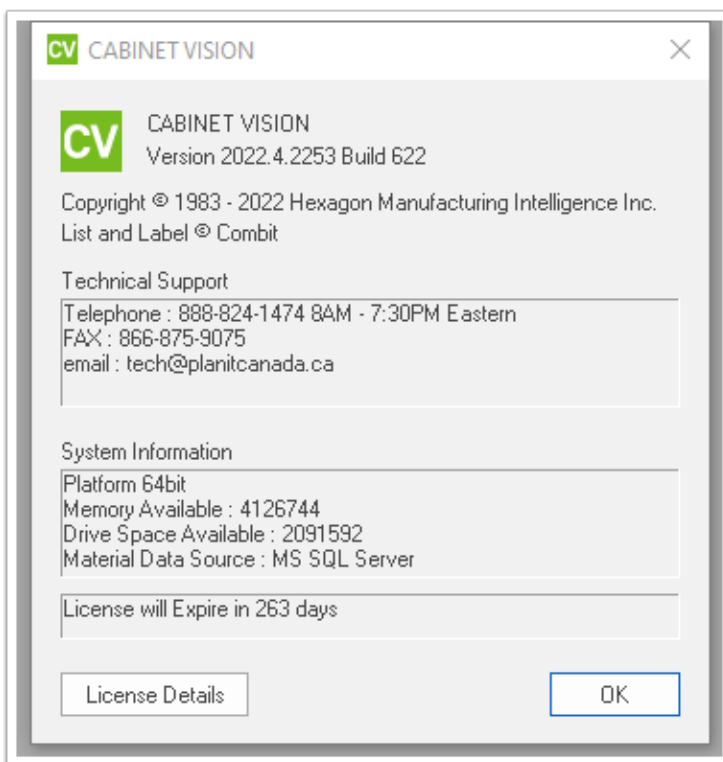 CV CABINET VISION
CV
CABINET VISION
Version 2022.4.2253 Build 622
Copyright © 1983 - 2022 Hexagon Manufacturing Intelligence Inc.
List and Label © Combit
Technical Support
Telephone : 888-824-1474 8AM - 7:30PM Eastern
FAX : 866-875-9075
email : tech@planitcanada.ca
System Information
Platform 64bit
Memory Available : 4126744
Drive Space Available : 2091592
Material Data Source : MS SQL Server
License will Expire in 263 days
License Details
OK